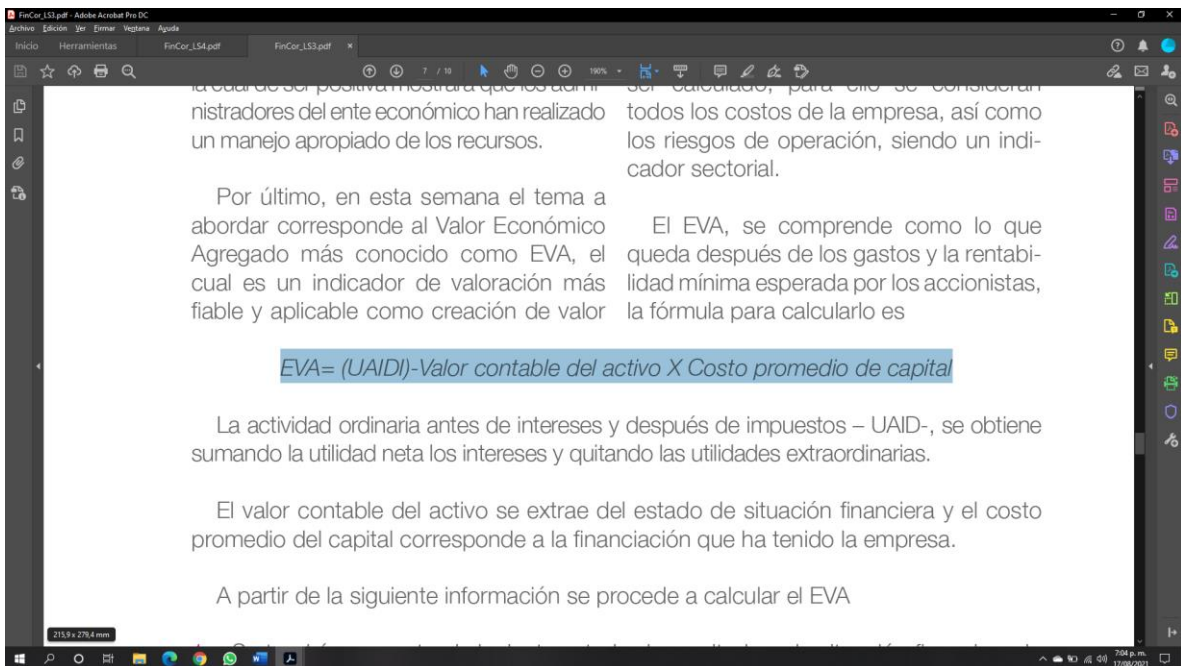 FinCor_LS3.pdf - Adobe Acrobat Pro DC
Archivo Edición Ver Firmar Ventana Ayuda
Inicio Herramientas FinCor_LS4.pdf FinCor_LS3.pdf ×
7 / 10 190%
nistradores del ente económico han realizado
un manejo apropiado de los recursos.
Por último, en esta semana el tema a
abordar corresponde al Valor Económico
Agregado más conocido como EVA, el
cual es un indicador de valoración más
fiable y aplicable como creación de valor
ser calculado, para ello se consideran
todos los costos de la empresa, así como
los riesgos de operación, siendo un indi-
cador sectorial.
El EVA, se comprende como lo que
queda después de los gastos y la rentabi-
lidad mínima esperada por los accionistas,
la fórmula para calcularlo es
EVA= (UAIDI)-Valor contable del activo X Costo promedio de capital
La actividad ordinaria antes de intereses y después de impuestos – UAID-, se obtiene
sumando la utilidad neta los intereses y quitando las utilidades extraordinarias.
El valor contable del activo se extrae del estado de situación financiera y el costo
promedio del capital corresponde a la financiación que ha tenido la empresa.
A partir de la siguiente información se procede a calcular el EVA
215,9 x 279,4 mm
7:04 p. m.
17/08/2021